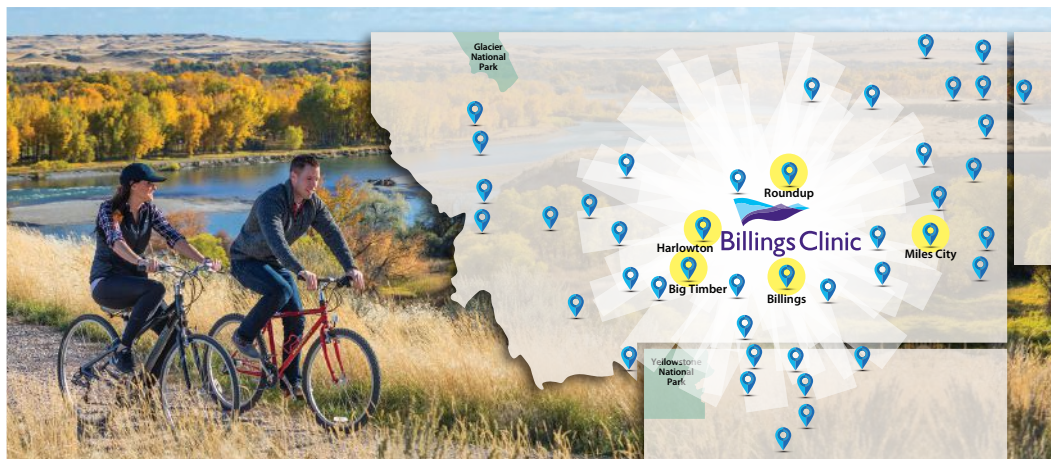 Glacier
National
Park
Roundup
Harlowton
Billings Clinic
Miles City
Big Timber
Billings
Yellowstone
National
Park